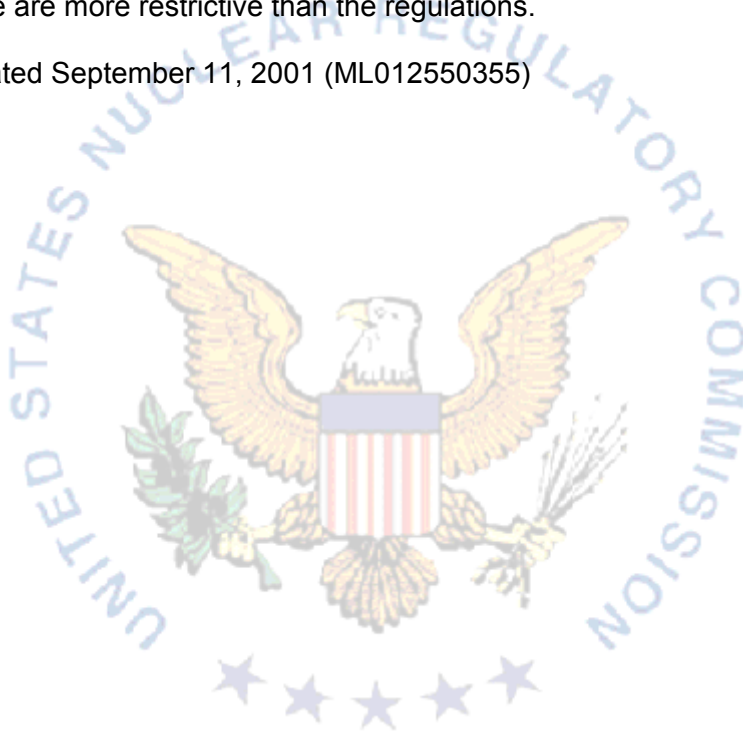 e are more restrictive than the regulations.
ated September 11, 2001 (ML012550355)
UNITED STATES NUCLEAR REGULATORY COMMISSION